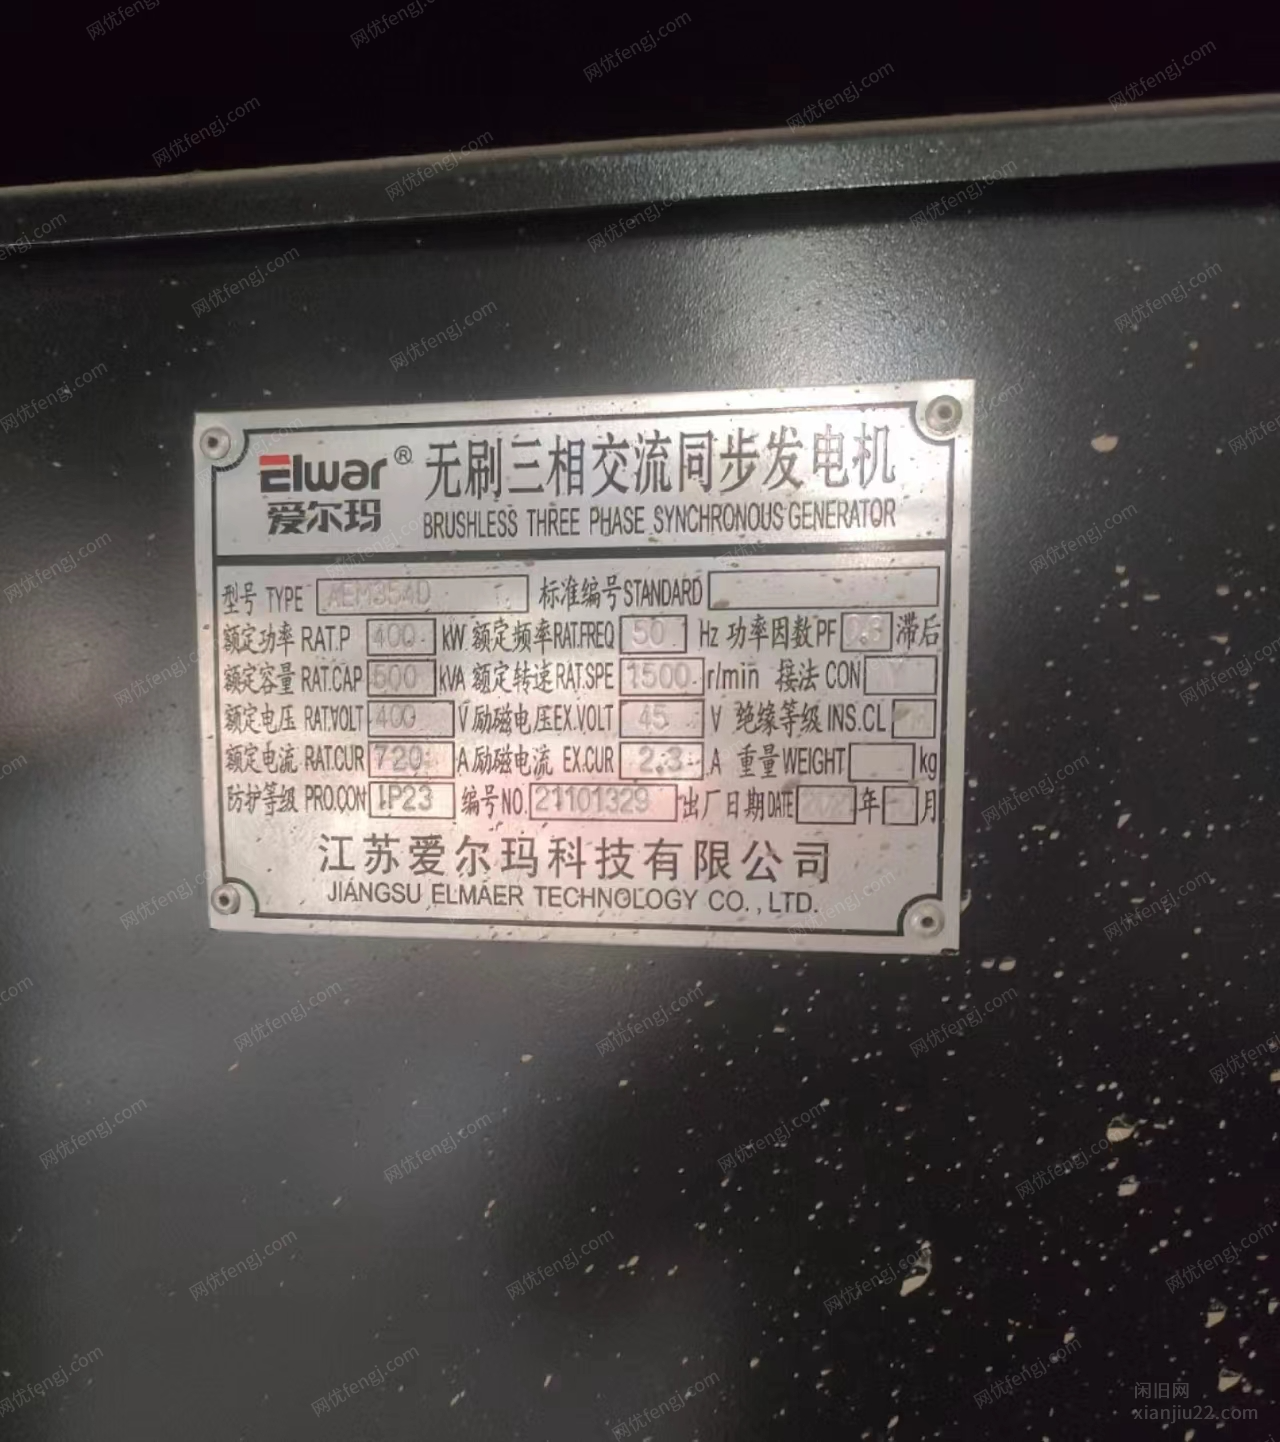 Elwar® 无刷三相交流同步发电机
爱尔玛 BRUSHLESS THREE PHASE SYNCHRONOUS GENERATOR
型号 TYPE AEM354D 标准编号 STANDARD
额定功率 RAT.P 400 kW 额定频率 RAT.FREQ 50 Hz 功率因数 PF 0.8 滞后
额定容量 RAT.CAP 500 kVA 额定转速 RAT.SPE 1500 r/min 接法 CON Y
额定电压 RAT.VOLT 400 V 励磁电压 EX.VOLT 45 V 绝缘等级 INS.CL
额定电流 RAT.CUR 720 A 励磁电流 EX.CUR 2.3 A 重量 WEIGHT kg
防护等级 PRO.CON IP23 编号 NO. 21101329 出厂日期 DATE 年 月
江苏爱尔玛科技有限公司
JIANGSU ELMAER TECHNOLOGY CO., LTD.
网优fengj.com
闲旧网
xianjiu22.com